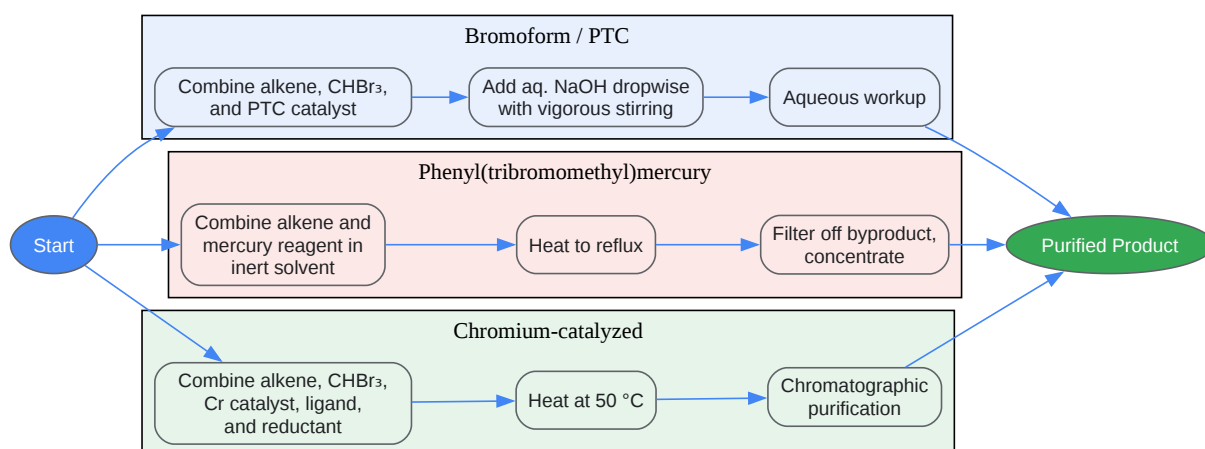 Bromoform / PTC
Combine alkene, CHBr₃,
and PTC catalyst
Add aq. NaOH dropwise
with vigorous stirring
Aqueous workup
Phenyl(tribromomethyl)mercury
Start
Combine alkene and
mercury reagent in
inert solvent
Heat to reflux
Filter off byproduct,
concentrate
Purified Product
Chromium-catalyzed
Combine alkene, CHBr₃,
Cr catalyst, ligand,
and reductant
Heat at 50 °C
Chromatographic
purification